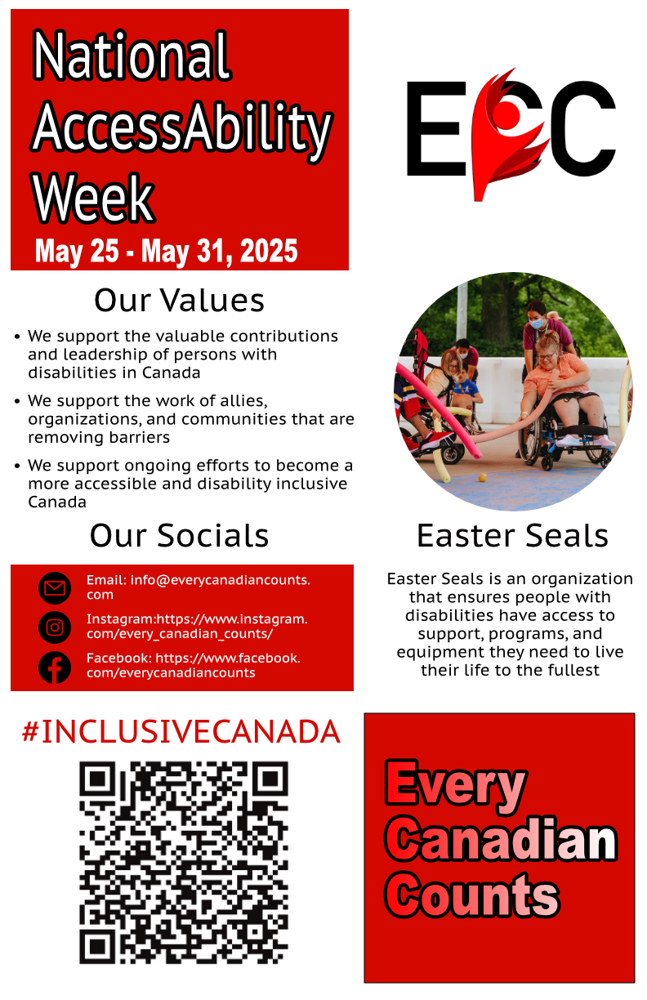 National
AccessAbility
Week
May 25 - May 31, 2025
ECC
Our Values
• We support the valuable contributions
and leadership of persons with
disabilities in Canada
• We support the work of allies,
organizations, and communities that are
removing barriers
• We support ongoing efforts to become a
more accessible and disability inclusive
Canada
Our Socials
Email: info@everycanadiancounts.
com
Instagram:https://www.instagram.
com/every_canadian_counts/
Facebook: https://www.facebook.
com/everycanadiancounts
Easter Seals
Easter Seals is an organization
that ensures people with
disabilities have access to
support, programs, and
equipment they need to live
their life to the fullest
#INCLUSIVECANADA
Every
Canadian
Counts